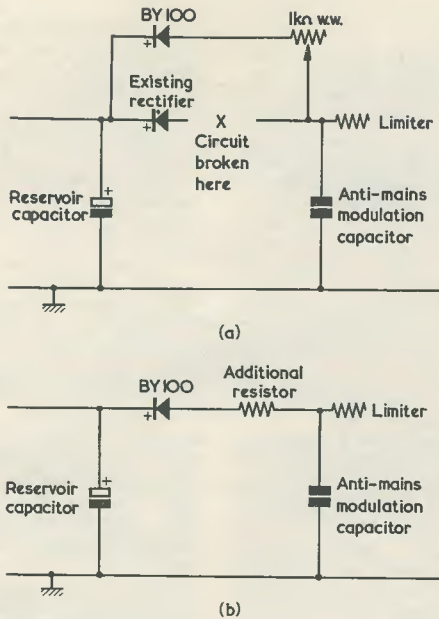 BY100
1kΩ w.w.
+
Existing
rectifier
+
X
Circuit
broken
here
Limiter
Reservoir
capacitor
+
Anti-mains
modulation
capacitor
(a)
BY100
Additional
resistor
+
Limiter
Reservoir
capacitor
+
Anti-mains
modulation
capacitor
(b)